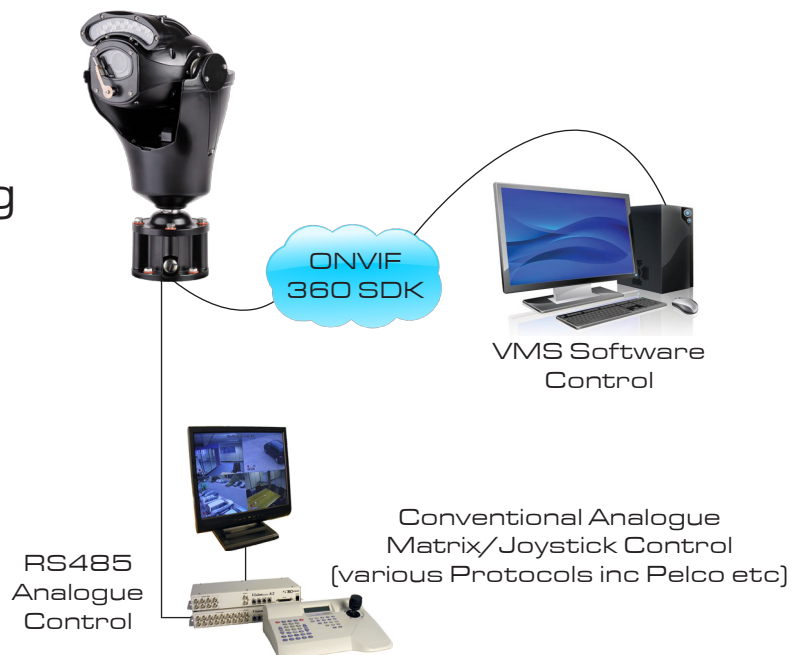 g
ONVIF
360 SDK
VMS Software
Control
RS485
Analogue
Control
Conventional Analogue
Matrix/Joystick Control
(various Protocols inc Pelco etc)